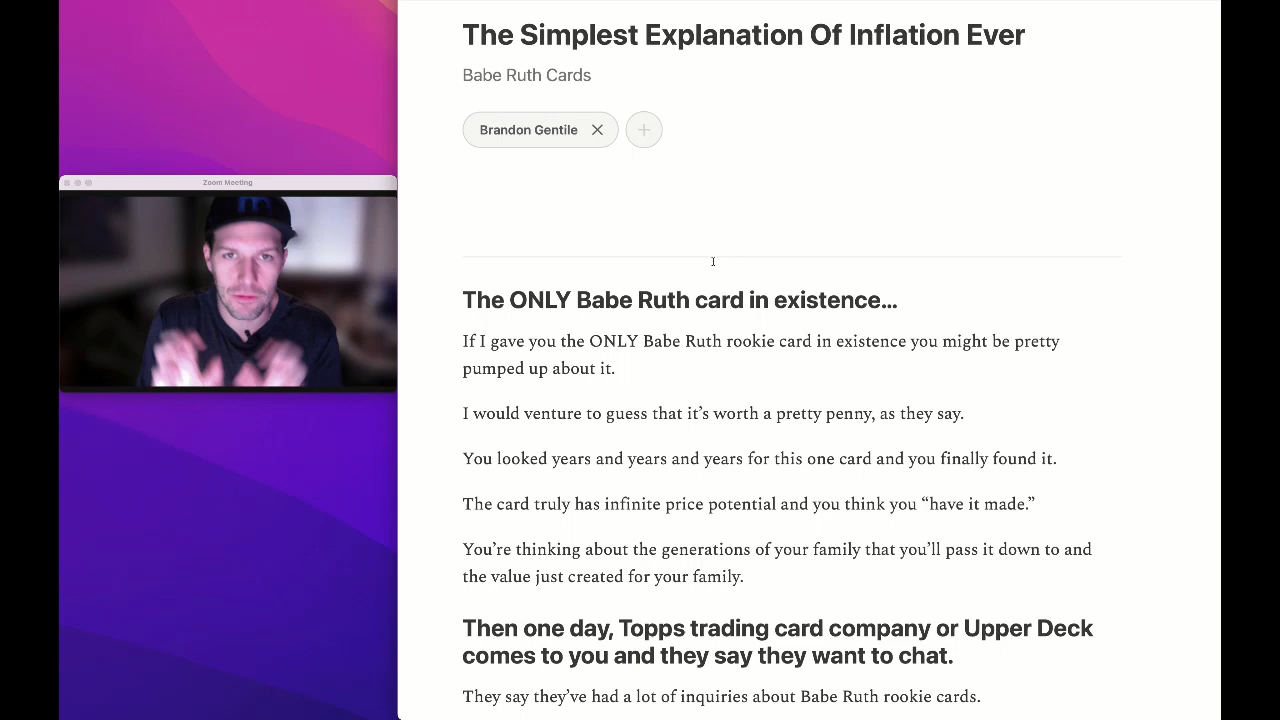 The Simplest Explanation Of Inflation Ever
Babe Ruth Cards
Brandon Gentile
Zoom Meeting
The ONLY Babe Ruth card in existence...
If I gave you the ONLY Babe Ruth rookie card in existence you might be pretty
pumped up about it.
I would venture to guess that it’s worth a pretty penny, as they say.
You looked years and years and years for this one card and you finally found it.
The card truly has infinite price potential and you think you “have it made.”
You’re thinking about the generations of your family that you’ll pass it down to and
the value just created for your family.
Then one day, Topps trading card company or Upper Deck
comes to you and they say they want to chat.
They say they’ve had a lot of inquiries about Babe Ruth rookie cards.